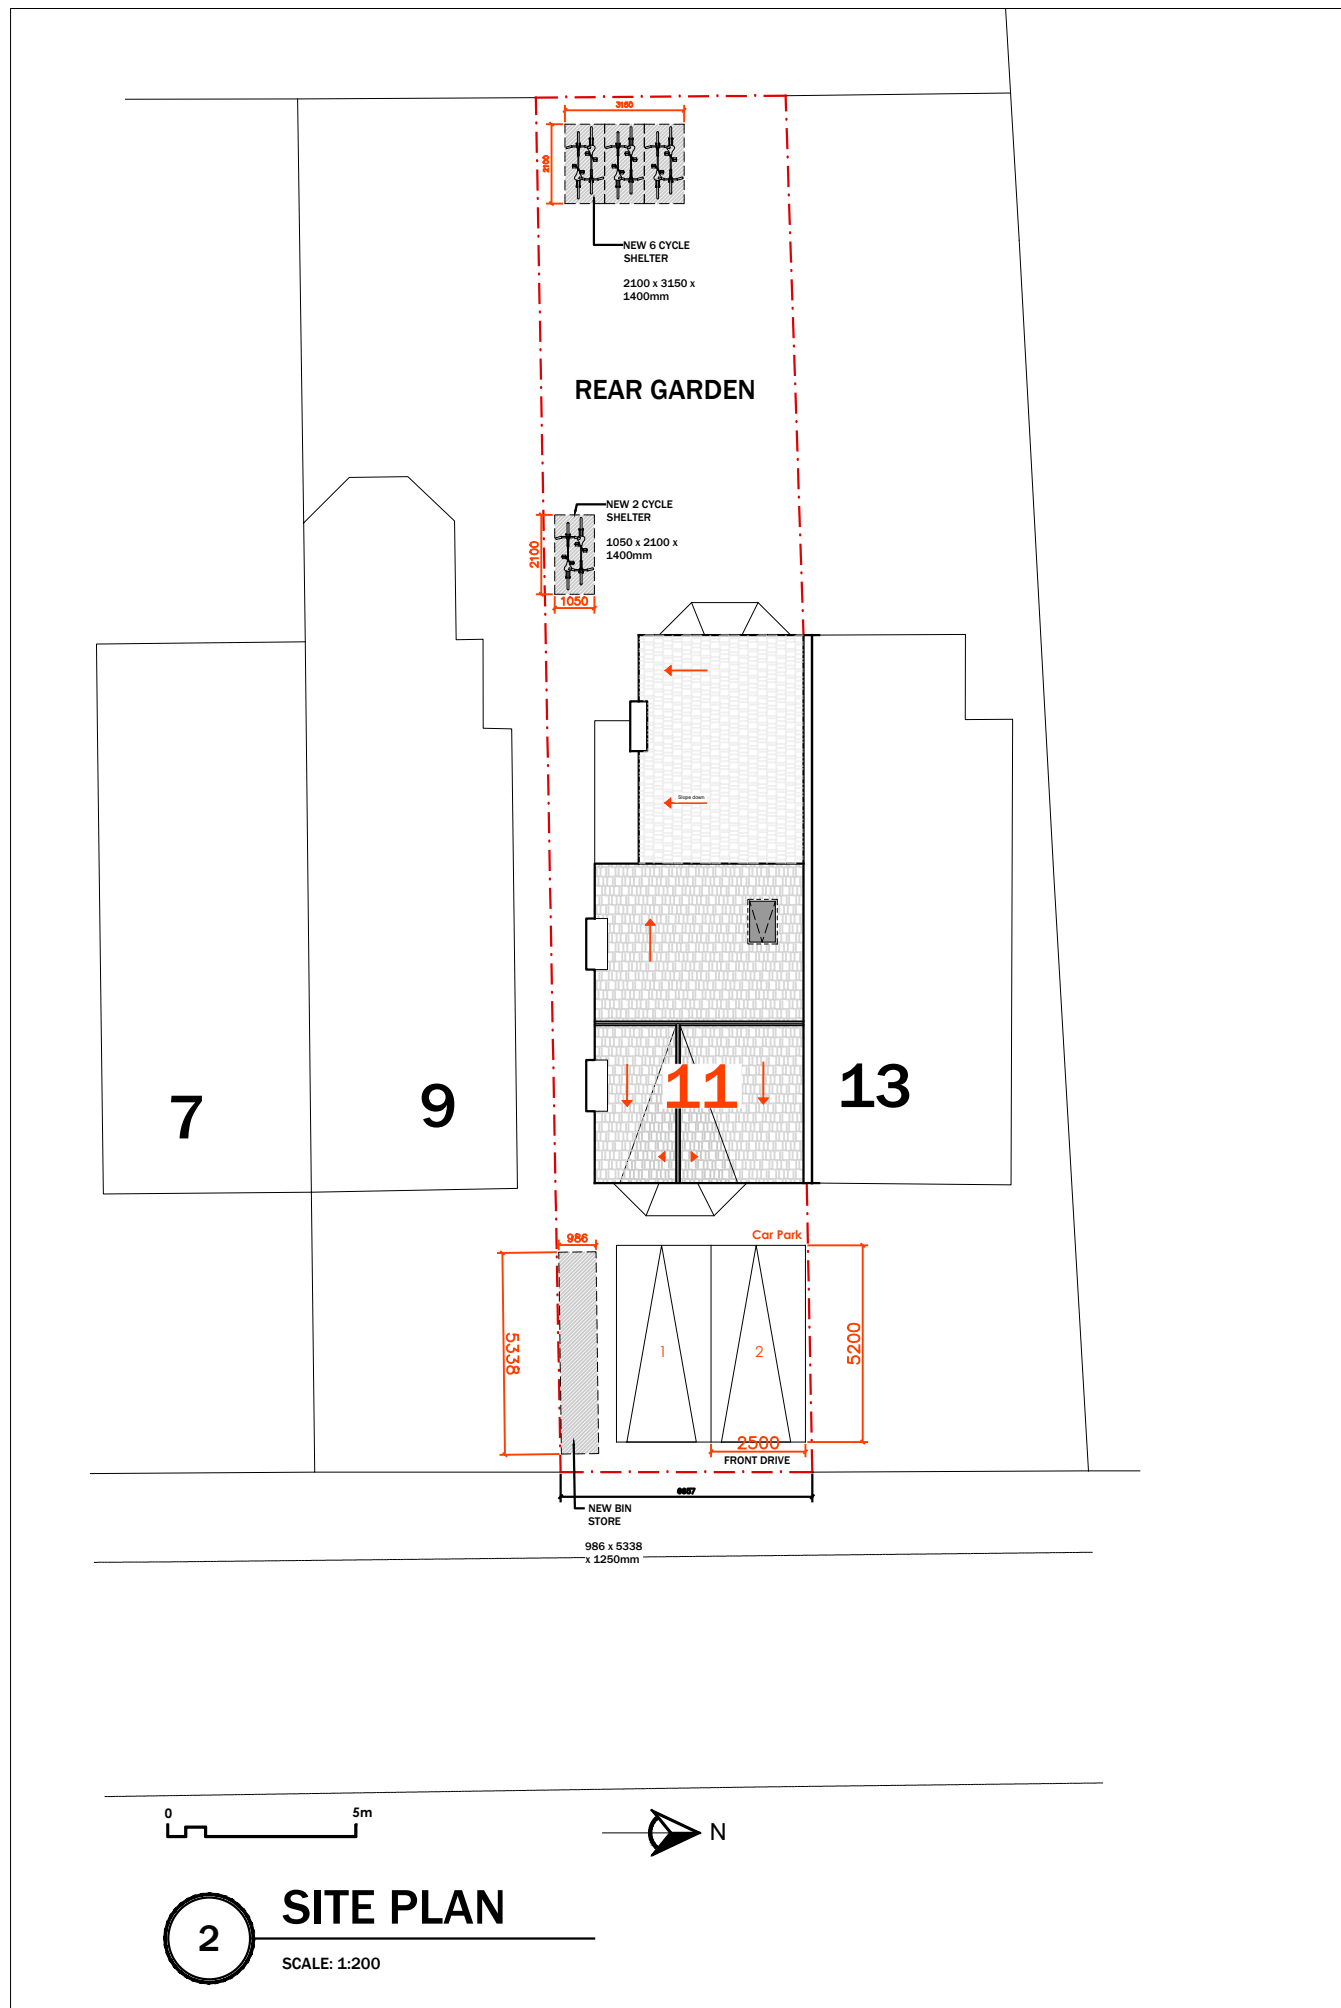 3150
2100
NEW 6 CYCLE
SHELTER
2100 x 3150 x
1400mm
REAR GARDEN
NEW 2 CYCLE
SHELTER
1050 x 2100 x
1400mm
2100
1050
Slope down
7
9
11
13
986
Car Park
5338
1
2
5200
2500
FRONT DRIVE
NEW BIN
STORE
986 x 5338
x 1250mm
0
5m
N
2
SITE PLAN
SCALE: 1:200